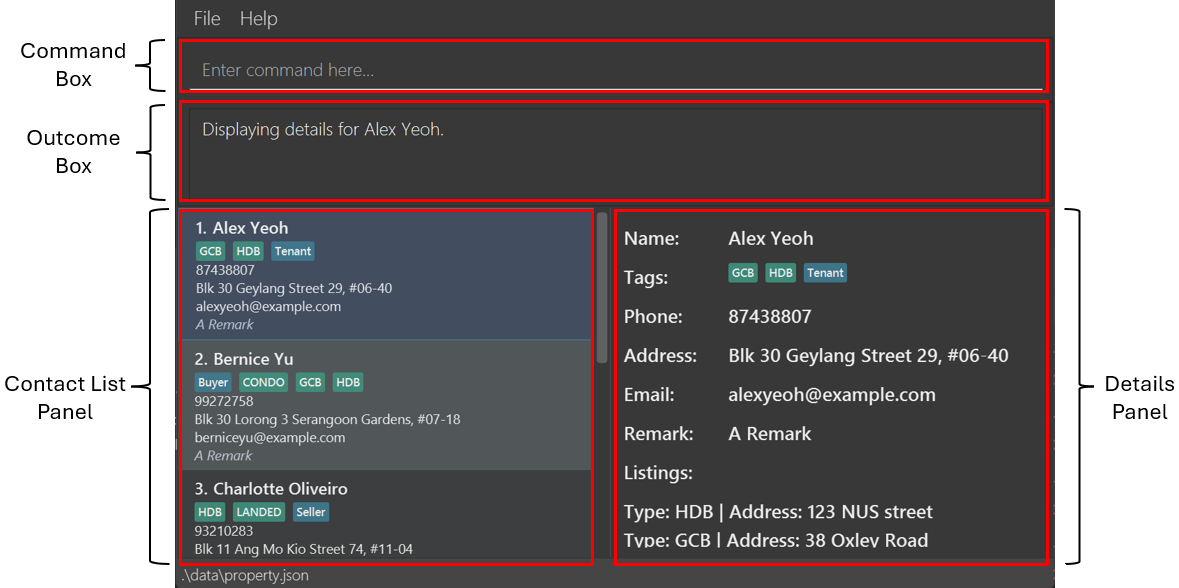 File Help
Command
Box
Enter command here...
Outcome
Box
Displaying details for Alex Yeoh.
Contact List
Panel
1. Alex Yeoh
GCB HDB Tenant
87438807
Blk 30 Geylang Street 29, #06-40
alexyeoh@example.com
A Remark
2. Bernice Yu
Buyer CONDO GCB HDB
99272758
Blk 30 Lorong 3 Serangoon Gardens, #07-18
berniceyu@example.com
A Remark
3. Charlotte Oliveiro
HDB LANDED Seller
93210283
Blk 11 Ang Mo Kio Street 74, #11-04
Name: Alex Yeoh
Tags: GCB HDB Tenant
Phone: 87438807
Address: Blk 30 Geylang Street 29, #06-40
Email: alexyeoh@example.com
Remark: A Remark
Listings:
Type: HDB | Address: 123 NUS street
Type: GCB | Address: 38 Oxley Road
Details
Panel
.\data\property.json